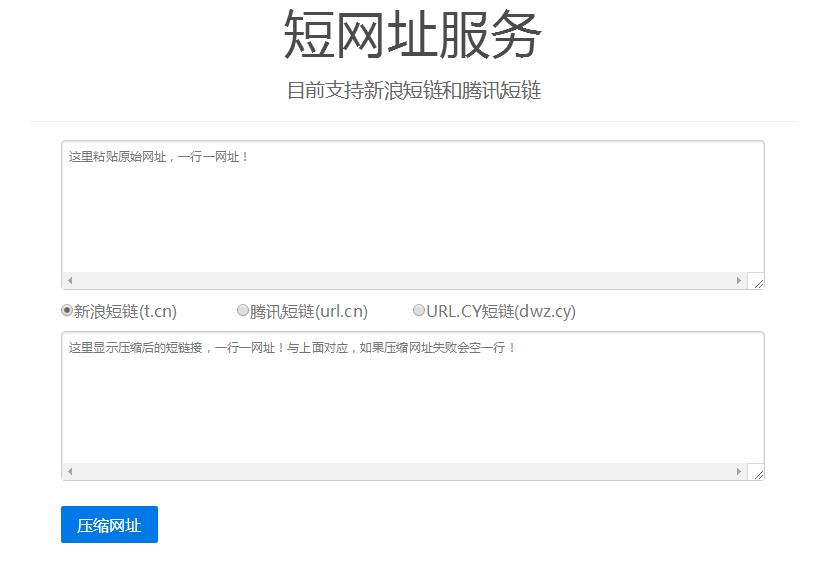 短网址服务
目前支持新浪短链和腾讯短链
这里粘贴原始网址，一行一网址！
新浪短链(t.cn) 腾讯短链(url.cn) URL.CY短链(dwz.cy)
这里显示压缩后的短链接，一行一网址！与上面对应，如果压缩网址失败会空一行！
压缩网址